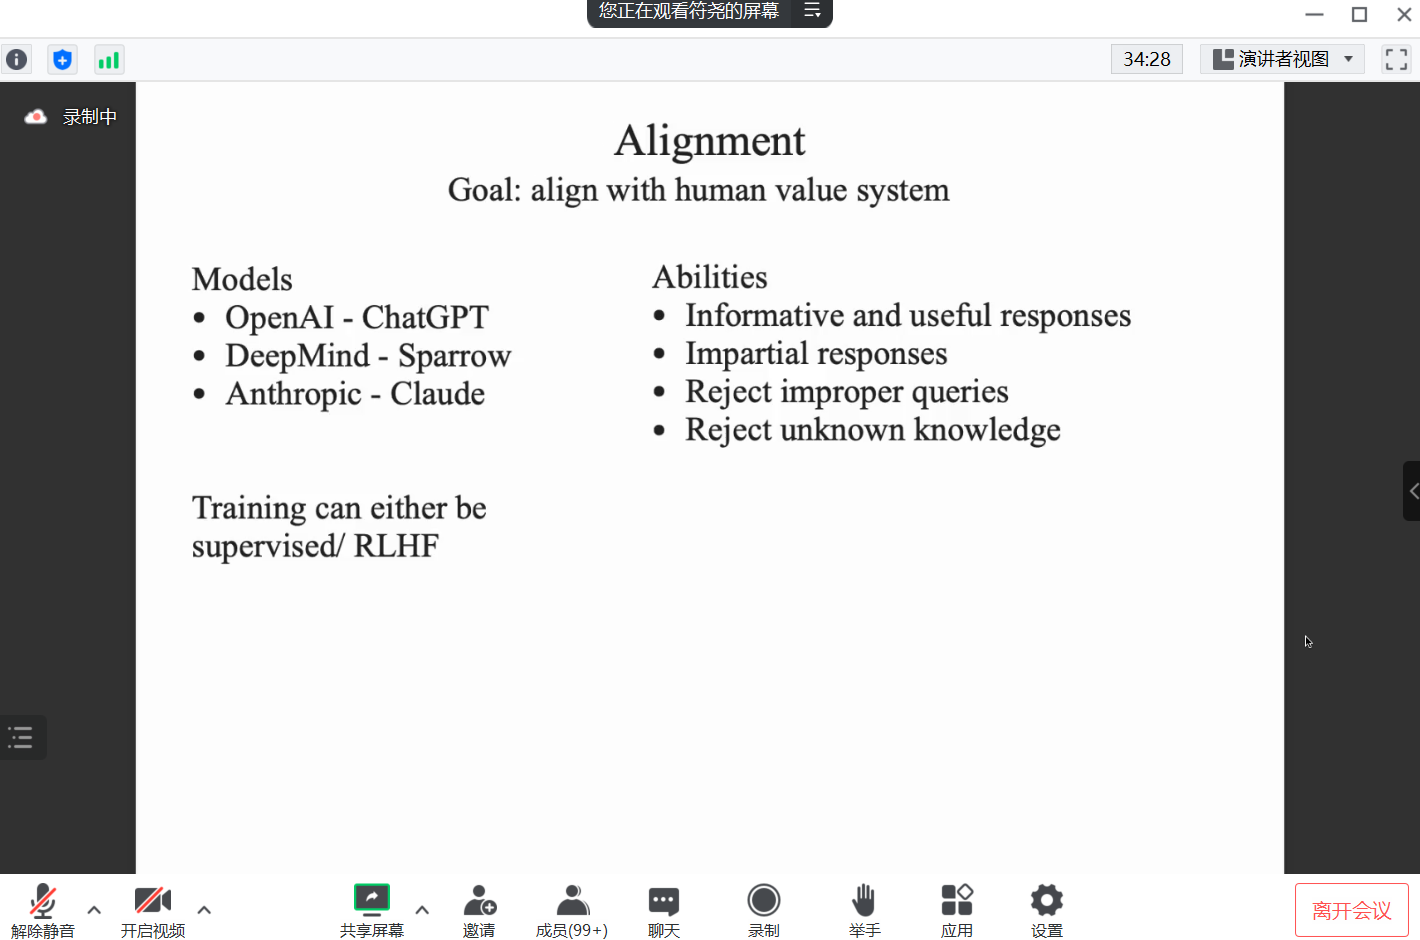 您正在观看符尧的屏幕
34:28
演讲者视图
录制中
Alignment
Goal: align with human value system
Models
• OpenAI - ChatGPT
• DeepMind - Sparrow
• Anthropic - Claude
Training can either be
supervised/ RLHF
Abilities
• Informative and useful responses
• Impartial responses
• Reject improper queries
• Reject unknown knowledge
解除静音
开启视频
共享屏幕
邀请
成员(99+)
聊天
录制
举手
应用
设置
离开会议